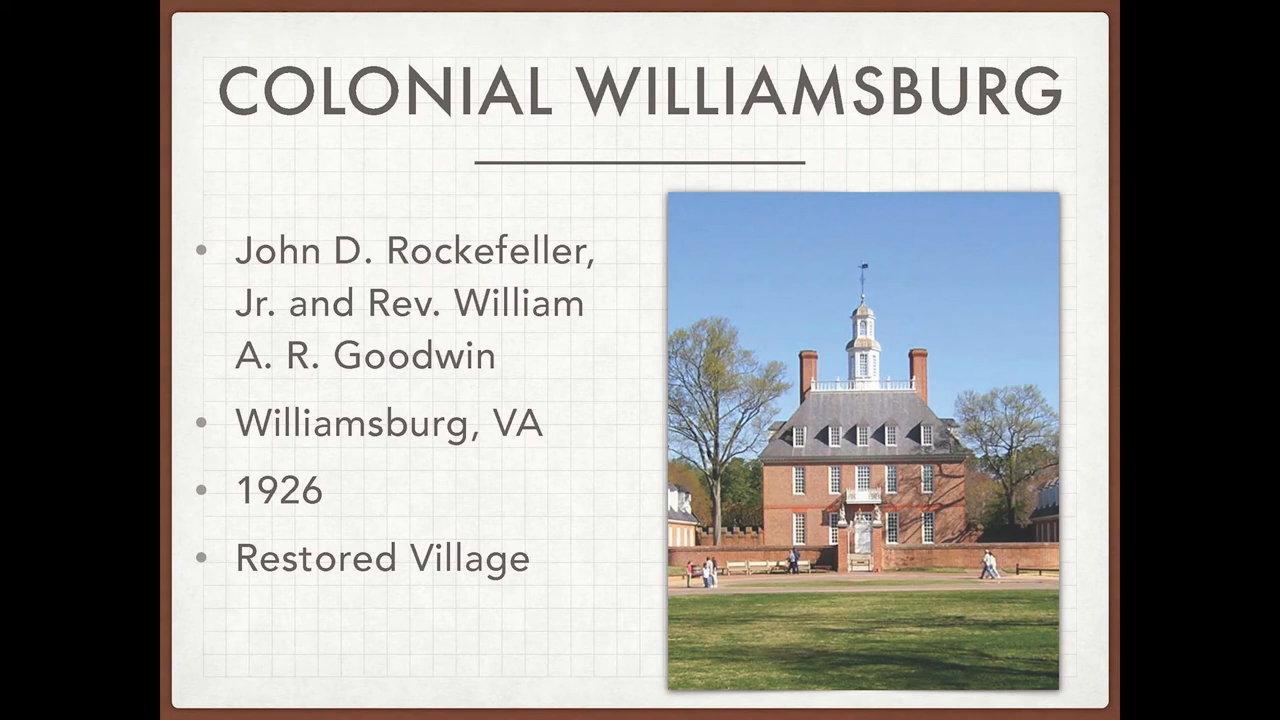 COLONIAL WILLIAMSBURG
• John D. Rockefeller,
Jr. and Rev. William
A. R. Goodwin
• Williamsburg, VA
• 1926
• Restored Village